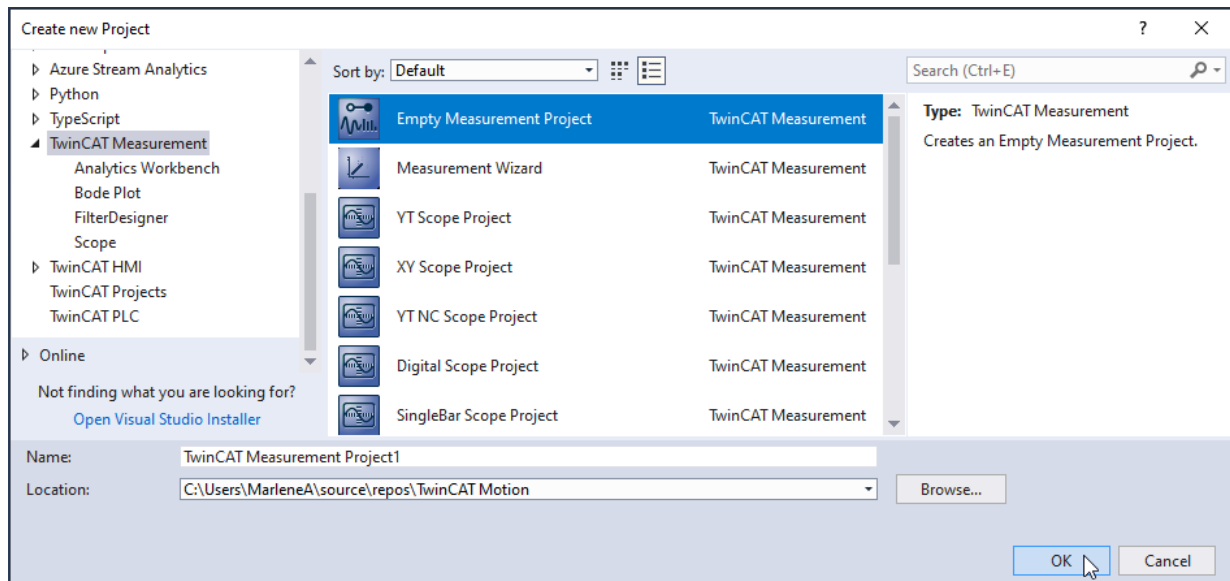 Create new Project
?
Azure Stream Analytics
Python
TypeScript
TwinCAT Measurement
Analytics Workbench
Bode Plot
FilterDesigner
Scope
TwinCAT HMI
TwinCAT Projects
TwinCAT PLC
Online
Not finding what you are looking for?
Open Visual Studio Installer
Sort by: Default
Empty Measurement Project TwinCAT Measurement
Measurement Wizard TwinCAT Measurement
YT Scope Project TwinCAT Measurement
XY Scope Project TwinCAT Measurement
YT NC Scope Project TwinCAT Measurement
Digital Scope Project TwinCAT Measurement
SingleBar Scope Project TwinCAT Measurement
Search (Ctrl+E)
Type: TwinCAT Measurement
Creates an Empty Measurement Project.
Name: TwinCAT Measurement Project1
Location: C:\Users\MarleneA\source\repos\TwinCAT Motion
Browse...
OK
Cancel